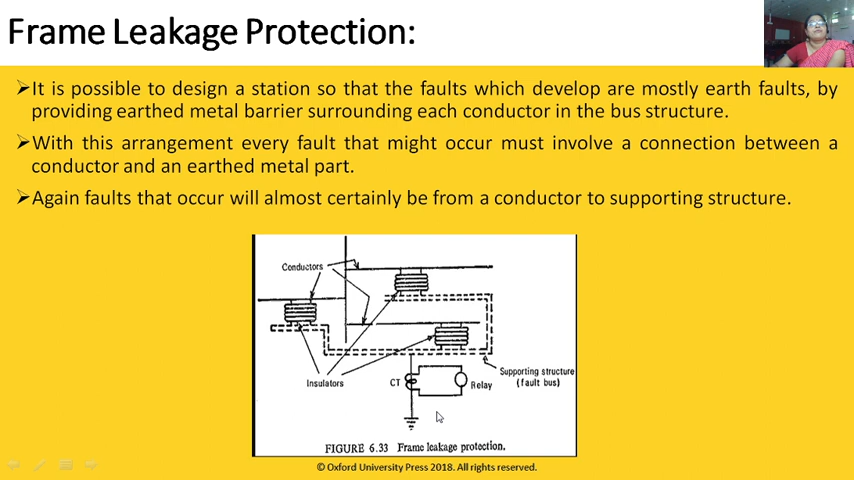 Frame Leakage Protection:
➢It is possible to design a station so that the faults which develop are mostly earth faults, by
providing earthed metal barrier surrounding each conductor in the bus structure.
➢With this arrangement every fault that might occur must involve a connection between a
conductor and an earthed metal part.
➢Again faults that occur will almost certainly be from a conductor to supporting structure.
Conductors
Insulators
CT
Relay
Supporting structure
(fault bus)
FIGURE 6.33 Frame leakage protection.
© Oxford University Press 2018. All rights reserved.